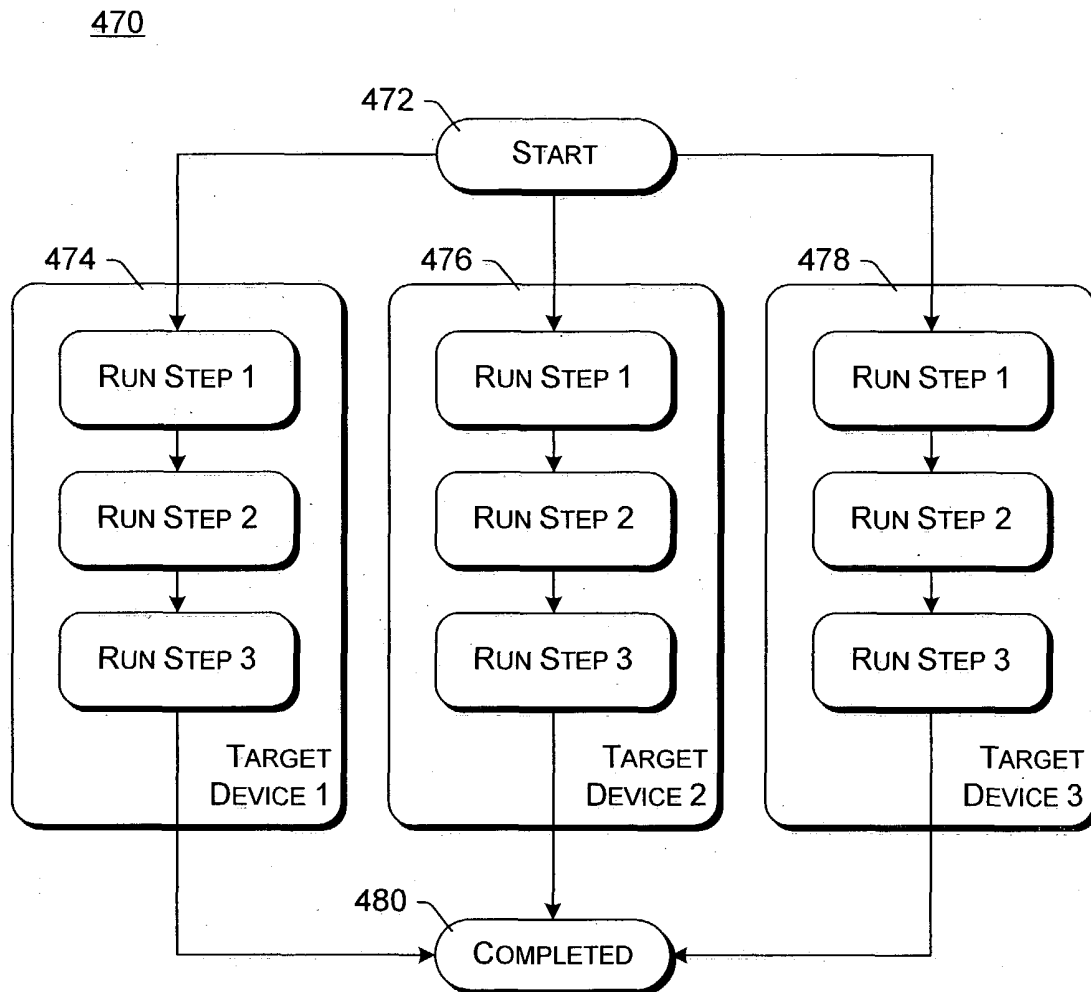 470
472
START
474
476
478
RUN STEP 1
RUN STEP 1
RUN STEP 1
RUN STEP 2
RUN STEP 2
RUN STEP 2
RUN STEP 3
RUN STEP 3
RUN STEP 3
TARGET
DEVICE 1
TARGET
DEVICE 2
TARGET
DEVICE 3
480
COMPLETED